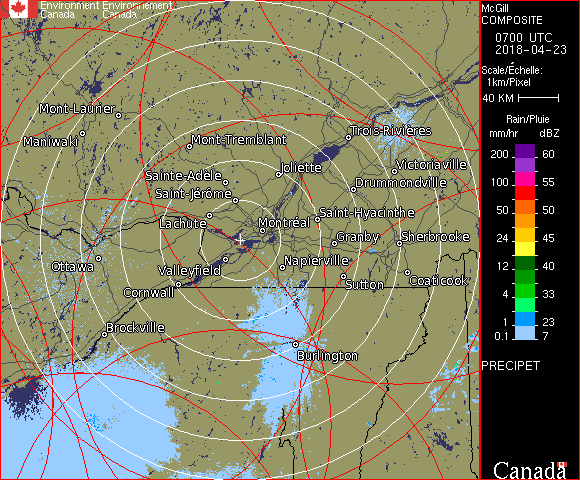 Environment Environnement
Canada Canada
McGill
COMPOSITE
0700 UTC
2018-04-23
Scale/Échelle:
1km/Pixel
40 KM
Rain/Pluie
mm/hr dBZ
200 60
100 55
50 50
24 45
12 40
4 33
1 23
0.1 7
PRECIPET
Canada
Mont-Laurier
Maniwaki
Mont-Tremblant
Trois-Rivières
Joliette
Victoriaville
Sainte-Adèle
Drummondville
Saint-Jérôme
Lachute
Saint-Hyacinthe
Montréal
Granby
Sherbrooke
Ottawa
Valleyfield
Napierville
Cornwall
Sutton
Coaticook
Brockville
Burlington